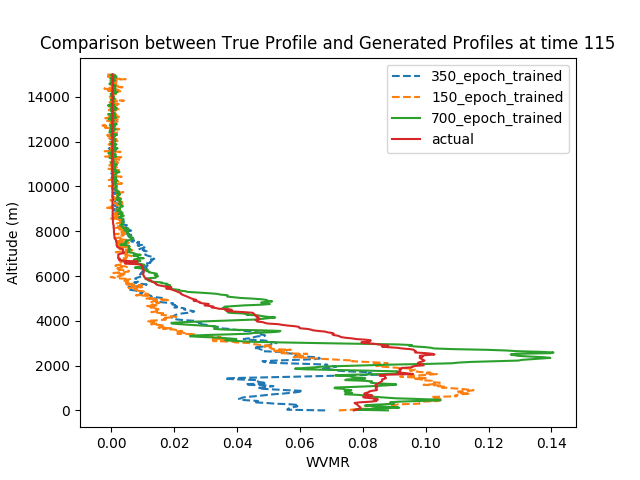 Comparison between True Profile and Generated Profiles at time 115
350_epoch_trained
150_epoch_trained
700_epoch_trained
actual
Altitude (m)
14000
12000
10000
8000
6000
4000
2000
0
0.00 0.02 0.04 0.06 0.08 0.10 0.12 0.14
WVMR